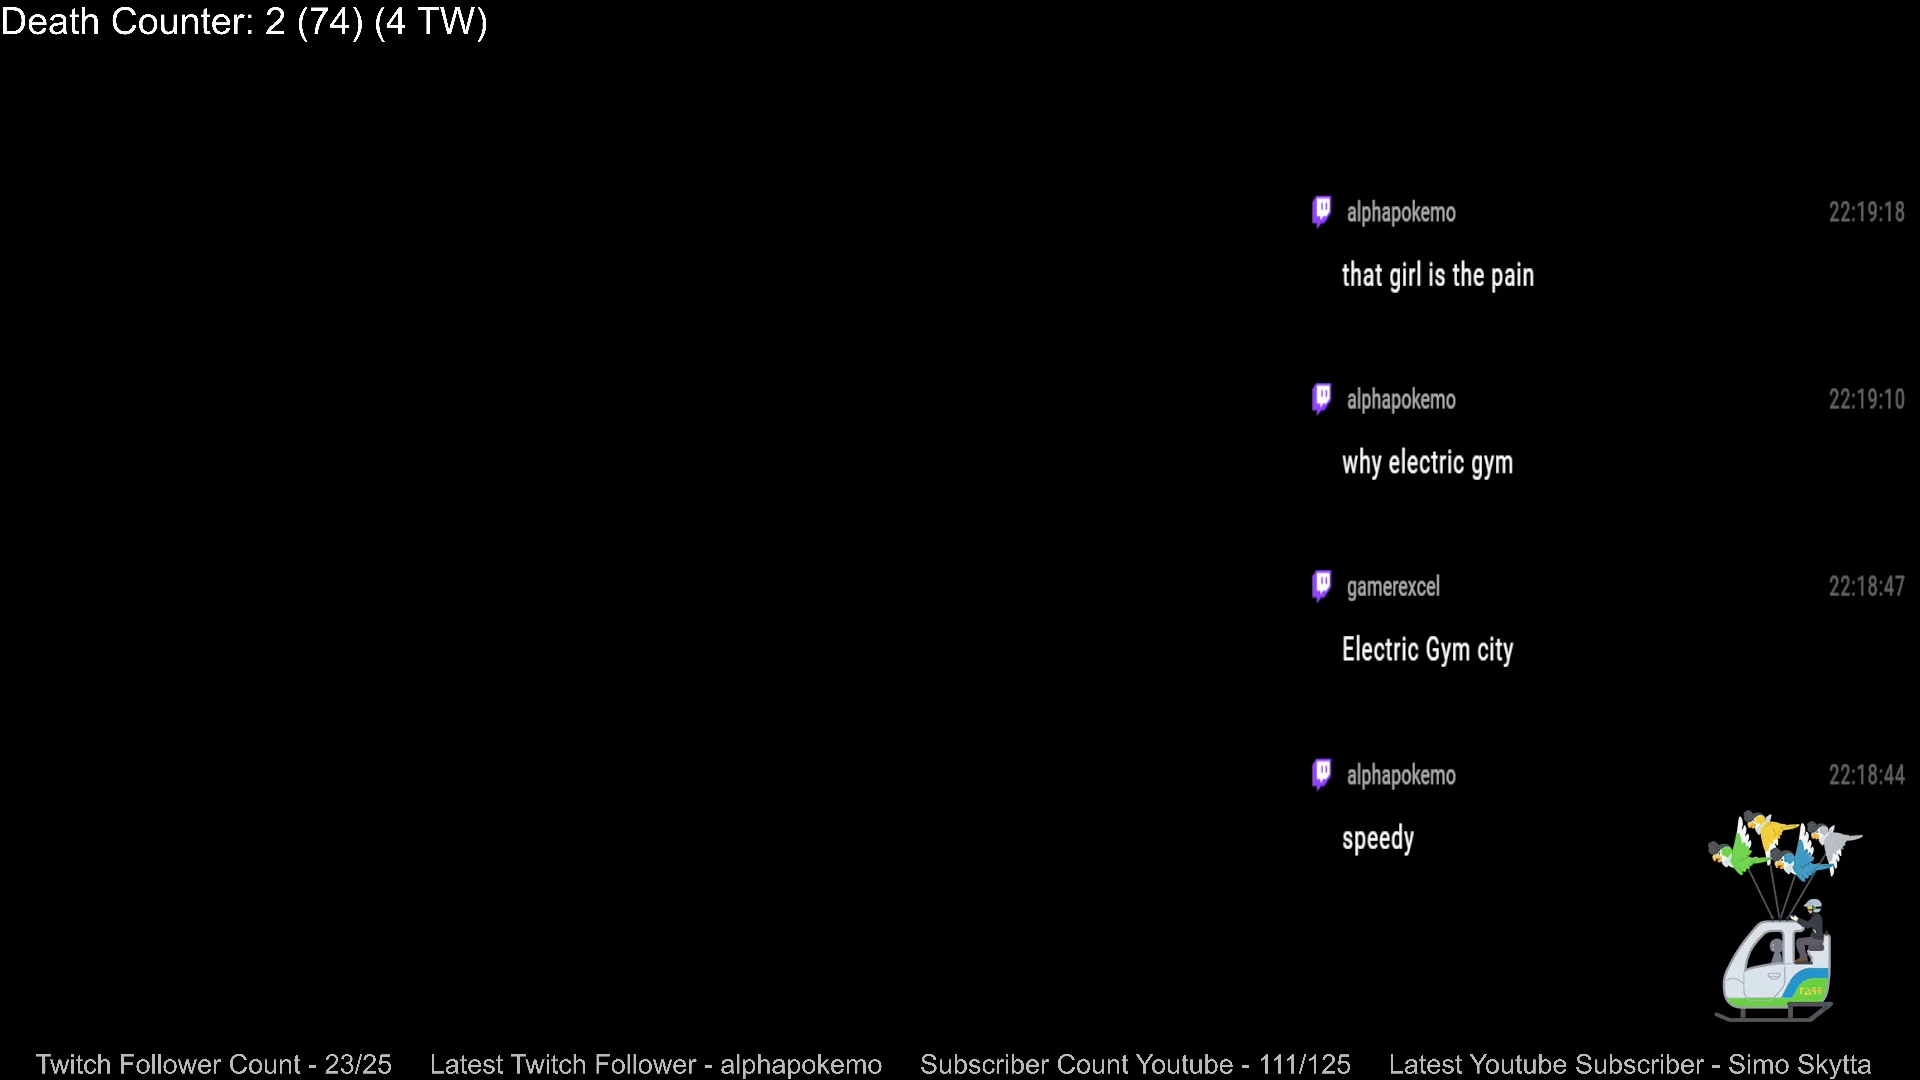 Death Counter: 2 (74) (4 TW)
alphapokemo 22:19:18
that girl is the pain
alphapokemo 22:19:10
why electric gym
gamerexcel 22:18:47
Electric Gym city
alphapokemo 22:18:44
speedy
Twitch Follower Count - 23/25 Latest Twitch Follower - alphapokemo Subscriber Count Youtube - 111/125 Latest Youtube Subscriber - Simo Skytta